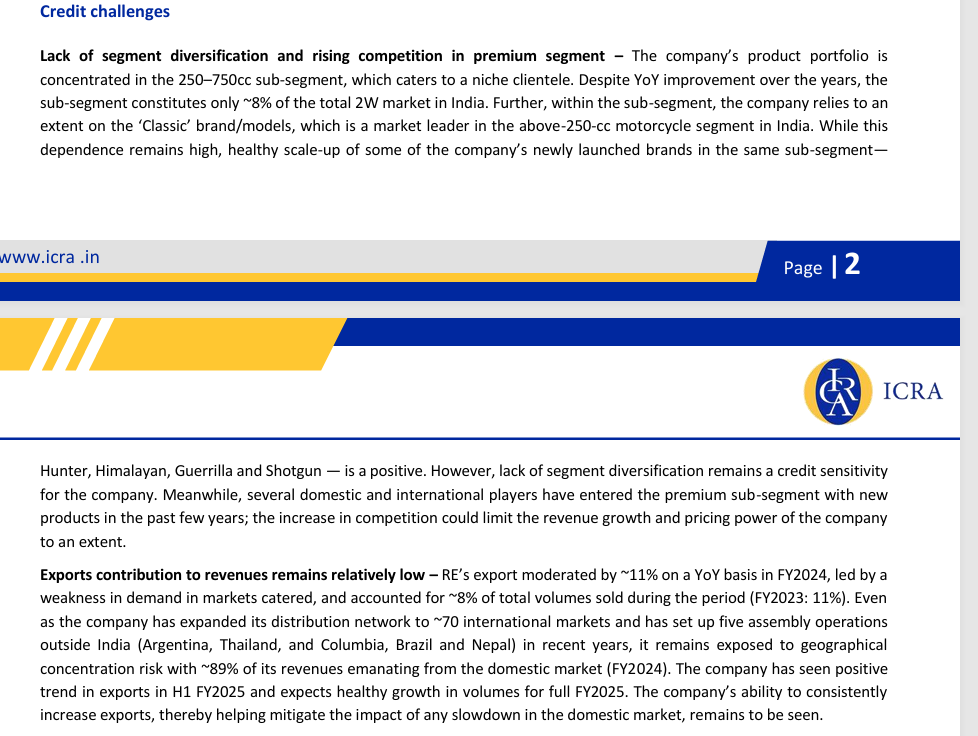 Credit challenges
Lack of segment diversification and rising competition in premium segment – The company’s product portfolio is
concentrated in the 250–750cc sub-segment, which caters to a niche clientele. Despite YoY improvement over the years, the
sub-segment constitutes only ~8% of the total 2W market in India. Further, within the sub-segment, the company relies to an
extent on the ‘Classic’ brand/models, which is a market leader in the above-250-cc motorcycle segment in India. While this
dependence remains high, healthy scale-up of some of the company’s newly launched brands in the same sub-segment—
www.icra .in
Page | 2
ICRA
ICRA
Hunter, Himalayan, Guerrilla and Shotgun — is a positive. However, lack of segment diversification remains a credit sensitivity
for the company. Meanwhile, several domestic and international players have entered the premium sub-segment with new
products in the past few years; the increase in competition could limit the revenue growth and pricing power of the company
to an extent.
Exports contribution to revenues remains relatively low – RE’s export moderated by ~11% on a YoY basis in FY2024, led by a
weakness in demand in markets catered, and accounted for ~8% of total volumes sold during the period (FY2023: 11%). Even
as the company has expanded its distribution network to ~70 international markets and has set up five assembly operations
outside India (Argentina, Thailand, and Columbia, Brazil and Nepal) in recent years, it remains exposed to geographical
concentration risk with ~89% of its revenues emanating from the domestic market (FY2024). The company has seen positive
trend in exports in H1 FY2025 and expects healthy growth in volumes for full FY2025. The company’s ability to consistently
increase exports, thereby helping mitigate the impact of any slowdown in the domestic market, remains to be seen.